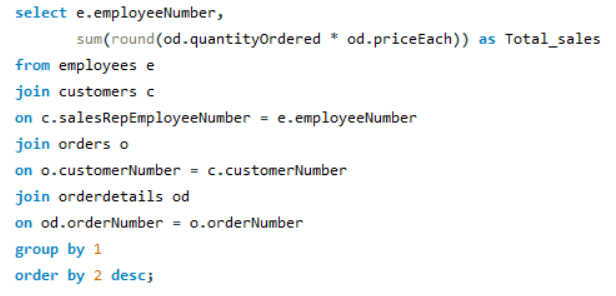 select e.employeeNumber,
sum(round(od.quantityOrdered * od.priceEach)) as Total_sales
from employees e
join customers c
on c.salesRepEmployeeNumber = e.employeeNumber
join orders o
on o.customerNumber = c.customerNumber
join orderdetails od
on od.orderNumber = o.orderNumber
group by 1
order by 2 desc;